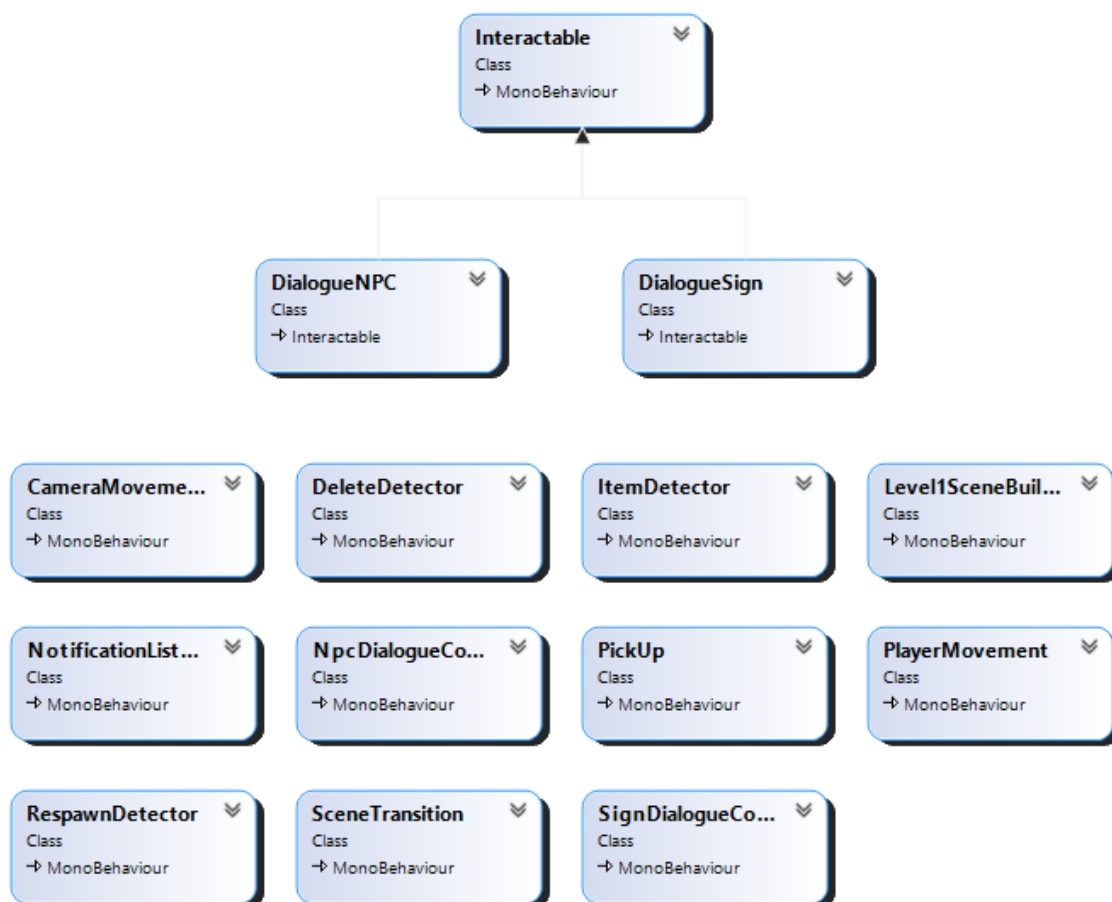 Interactable
Class
MonoBehaviour
DialogueNPC
Class
Interactable
DialogueSign
Class
Interactable
CameraMoveme...
Class
MonoBehaviour
DeleteDetector
Class
MonoBehaviour
ItemDetector
Class
MonoBehaviour
Level1SceneBuil...
Class
MonoBehaviour
NotificationList...
Class
MonoBehaviour
NpcDialogueCo...
Class
MonoBehaviour
PickUp
Class
MonoBehaviour
PlayerMovement
Class
MonoBehaviour
RespawnDetector
Class
MonoBehaviour
SceneTransition
Class
MonoBehaviour
SignDialogueCo...
Class
MonoBehaviour